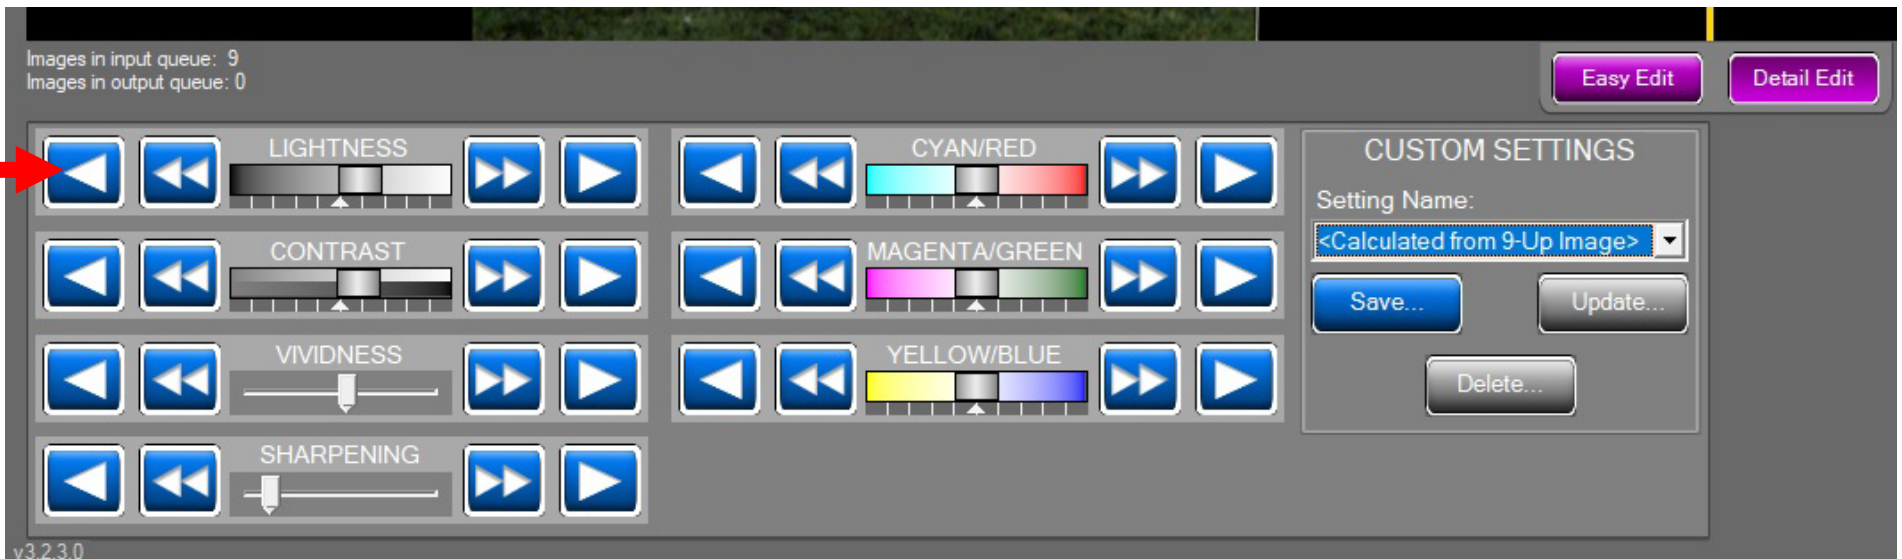 Images in input queue: 9
Images in output queue: 0
Easy Edit
Detail Edit
LIGHTNESS
CYAN/RED
CUSTOM SETTINGS
Setting Name:
<Calculated from 9-Up Image>
CONTRAST
MAGENTA/GREEN
Save...
Update...
VIVIDNESS
YELLOW/BLUE
Delete...
SHARPENING
v3.2.3.0